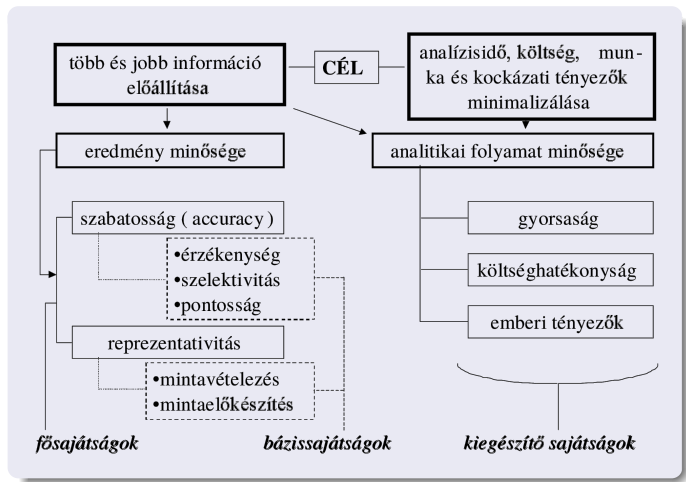 több és jobb információ
előállítása
CÉL
analízisidő, költség, mun-
ka és kockázati tényezők
minimalizálása
eredmény minősége
analitikai folyamat minősége
szabatosság ( accuracy )
•érzékenység
•szelektivitás
•pontosság
reprezentativitás
•mintavételezés
•mintaelőkészítés
gyorsaság
költséghatékonyság
emberi tényezők
fősajátságok
bázissajátságok
kiegészítő sajátságok